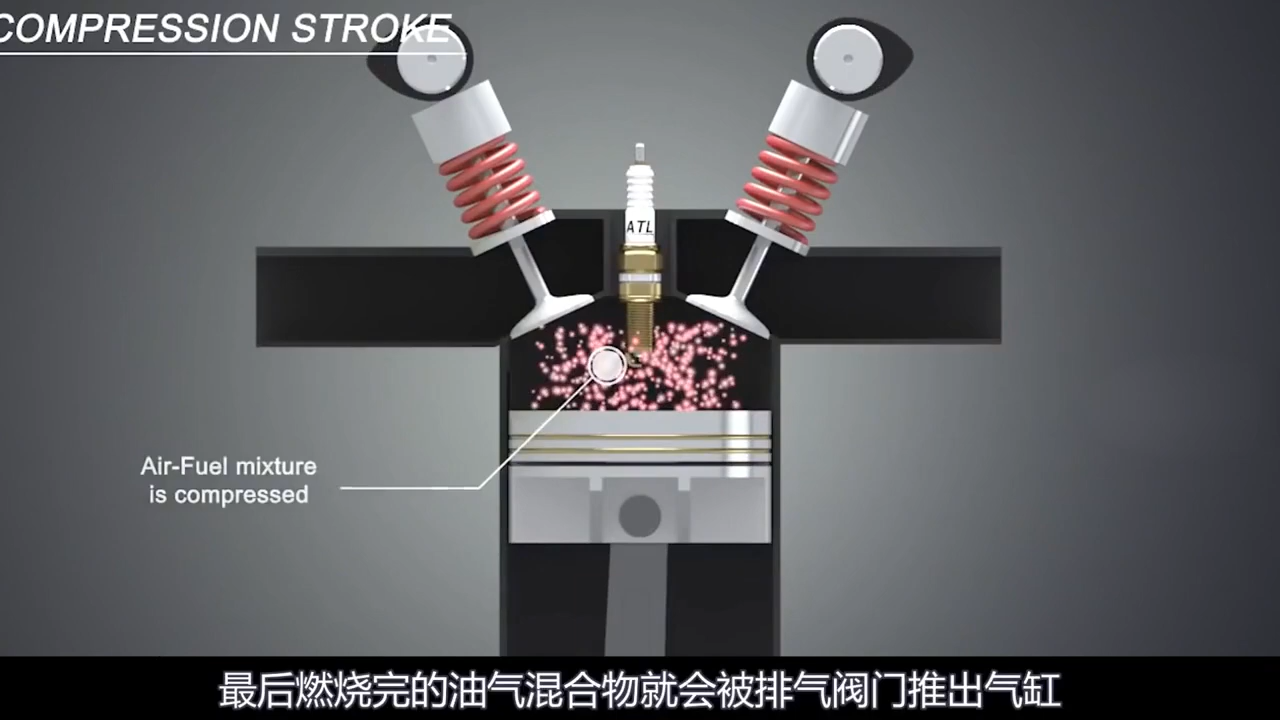 COMPRESSION STROKE
ATL
Air-Fuel mixture
is compressed
最后燃烧完的油气混合物就会被排气阀门推出气缸